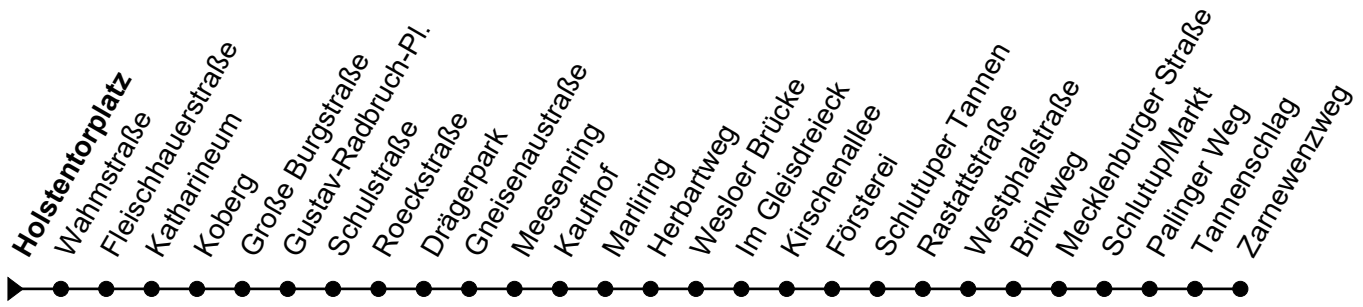 Holstentorplatz
Wahmstraße
Fleischhauerstraße
Katharineum
Koberg
Große Burgstraße
Gustav-Radbruch-Pl.
Schulstraße
Roeckstraße
Drägerpark
Gneisenaustraße
Meesenring
Kaufhof
Marliring
Herbartweg
Wesloer Brücke
Im Gleisdreieck
Kirschenallee
Försterei
Schlutuper Tannen
Rastattstraße
Westphalstraße
Brinkweg
Mecklenburger Straße
Schlutup/Markt
Palinger Weg
Tannenschlag
Zarnewenzweg